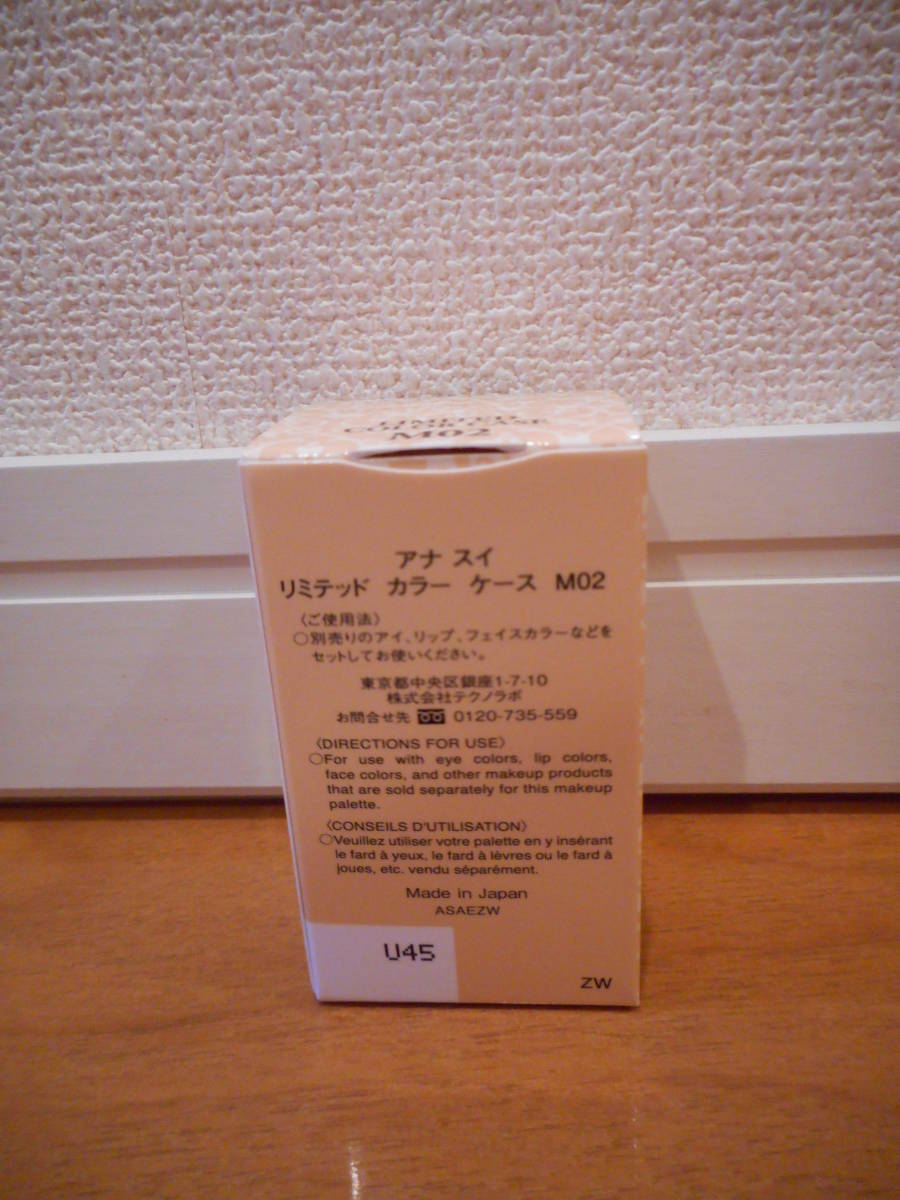 LIMITED
COLOR CASE
M02
アナ スイ
リミテッド カラー ケース M02
〈ご使用法〉
○別売りのアイ、リップ、フェイスカラーなどを
セットしてお使いください。
東京都中央区銀座1-7-10
株式会社テクノラボ
お問合せ先 0120-735-559
〈DIRECTIONS FOR USE〉
○For use with eye colors, lip colors,
face colors, and other makeup products
that are sold separately for this makeup
palette.
〈CONSEILS D'UTILISATION〉
○Veuillez utiliser votre palette en y insérant
le fard à yeux, le fard à lèvres ou le fard à
joues, etc. vendu séparément.
Made in Japan
ASAEZW
U45
ZW